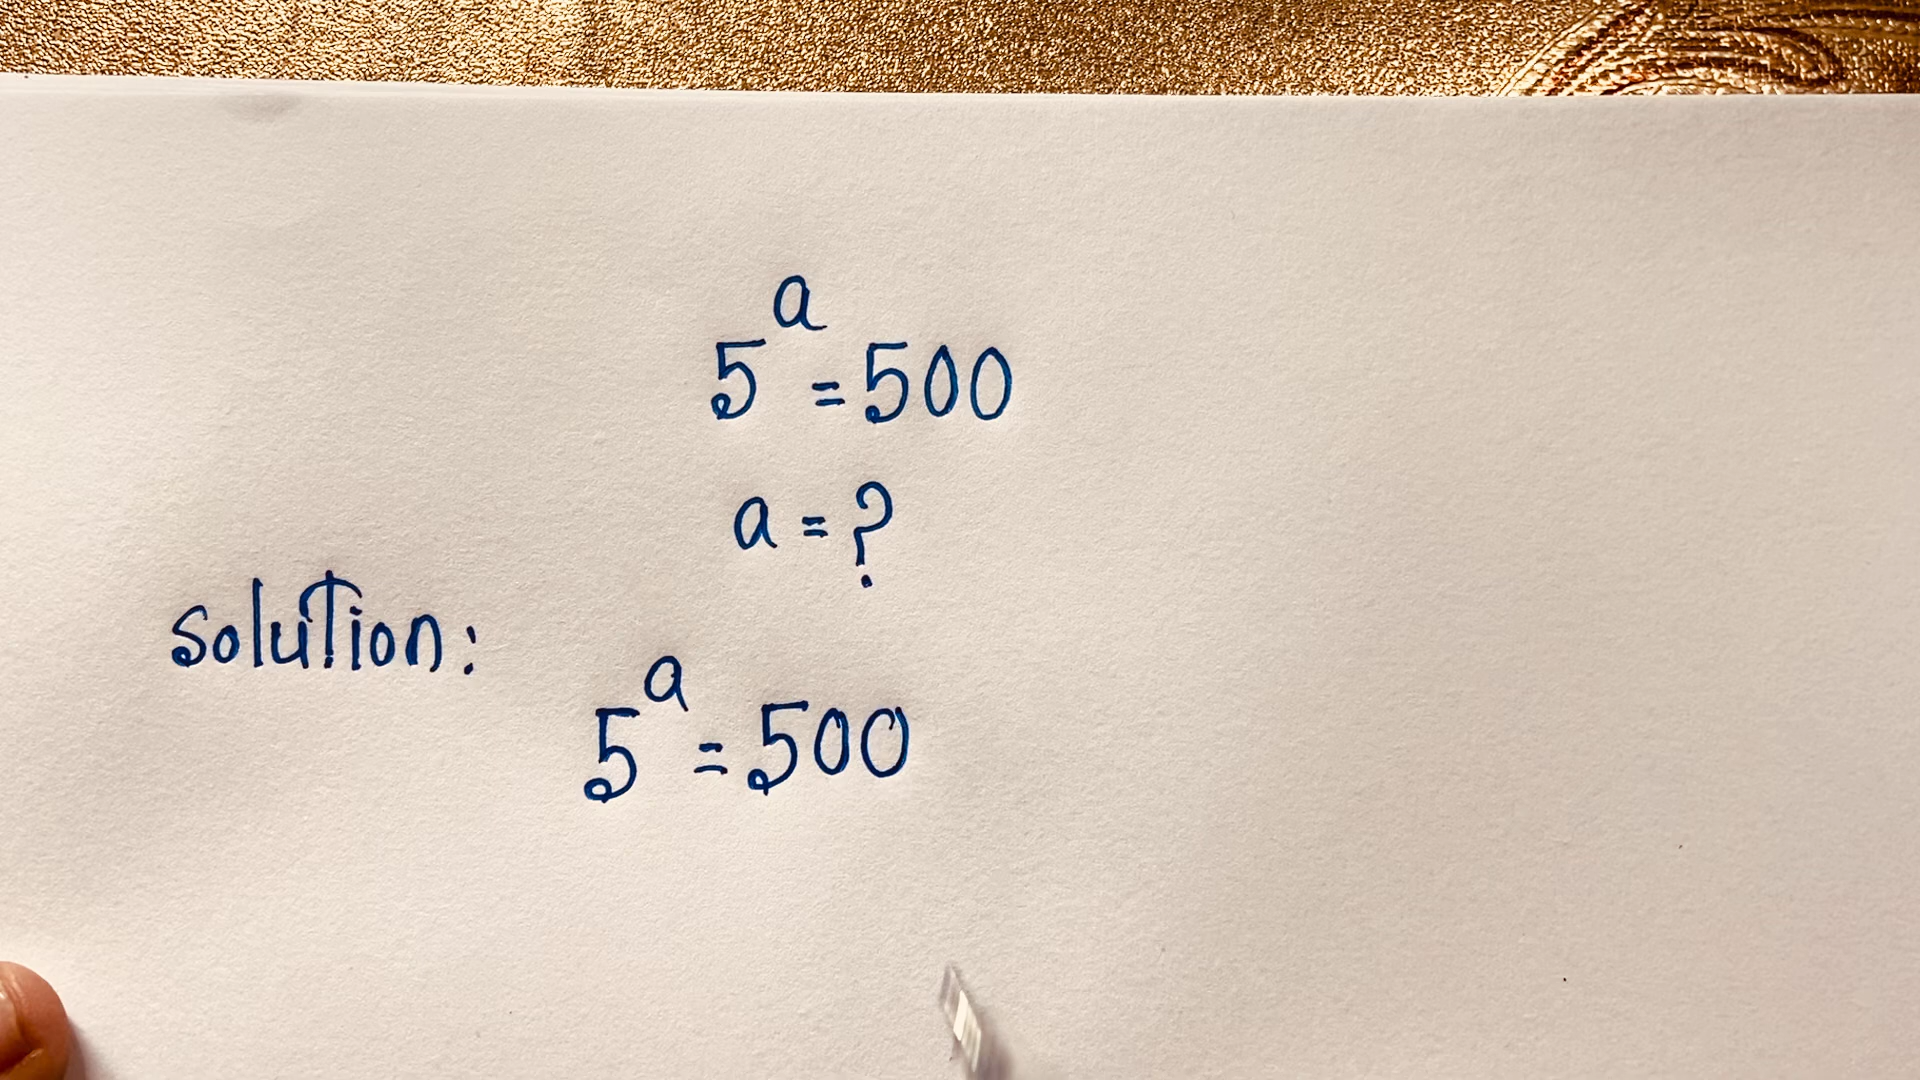 5^a = 500
a = ?
solution:
5^a = 500